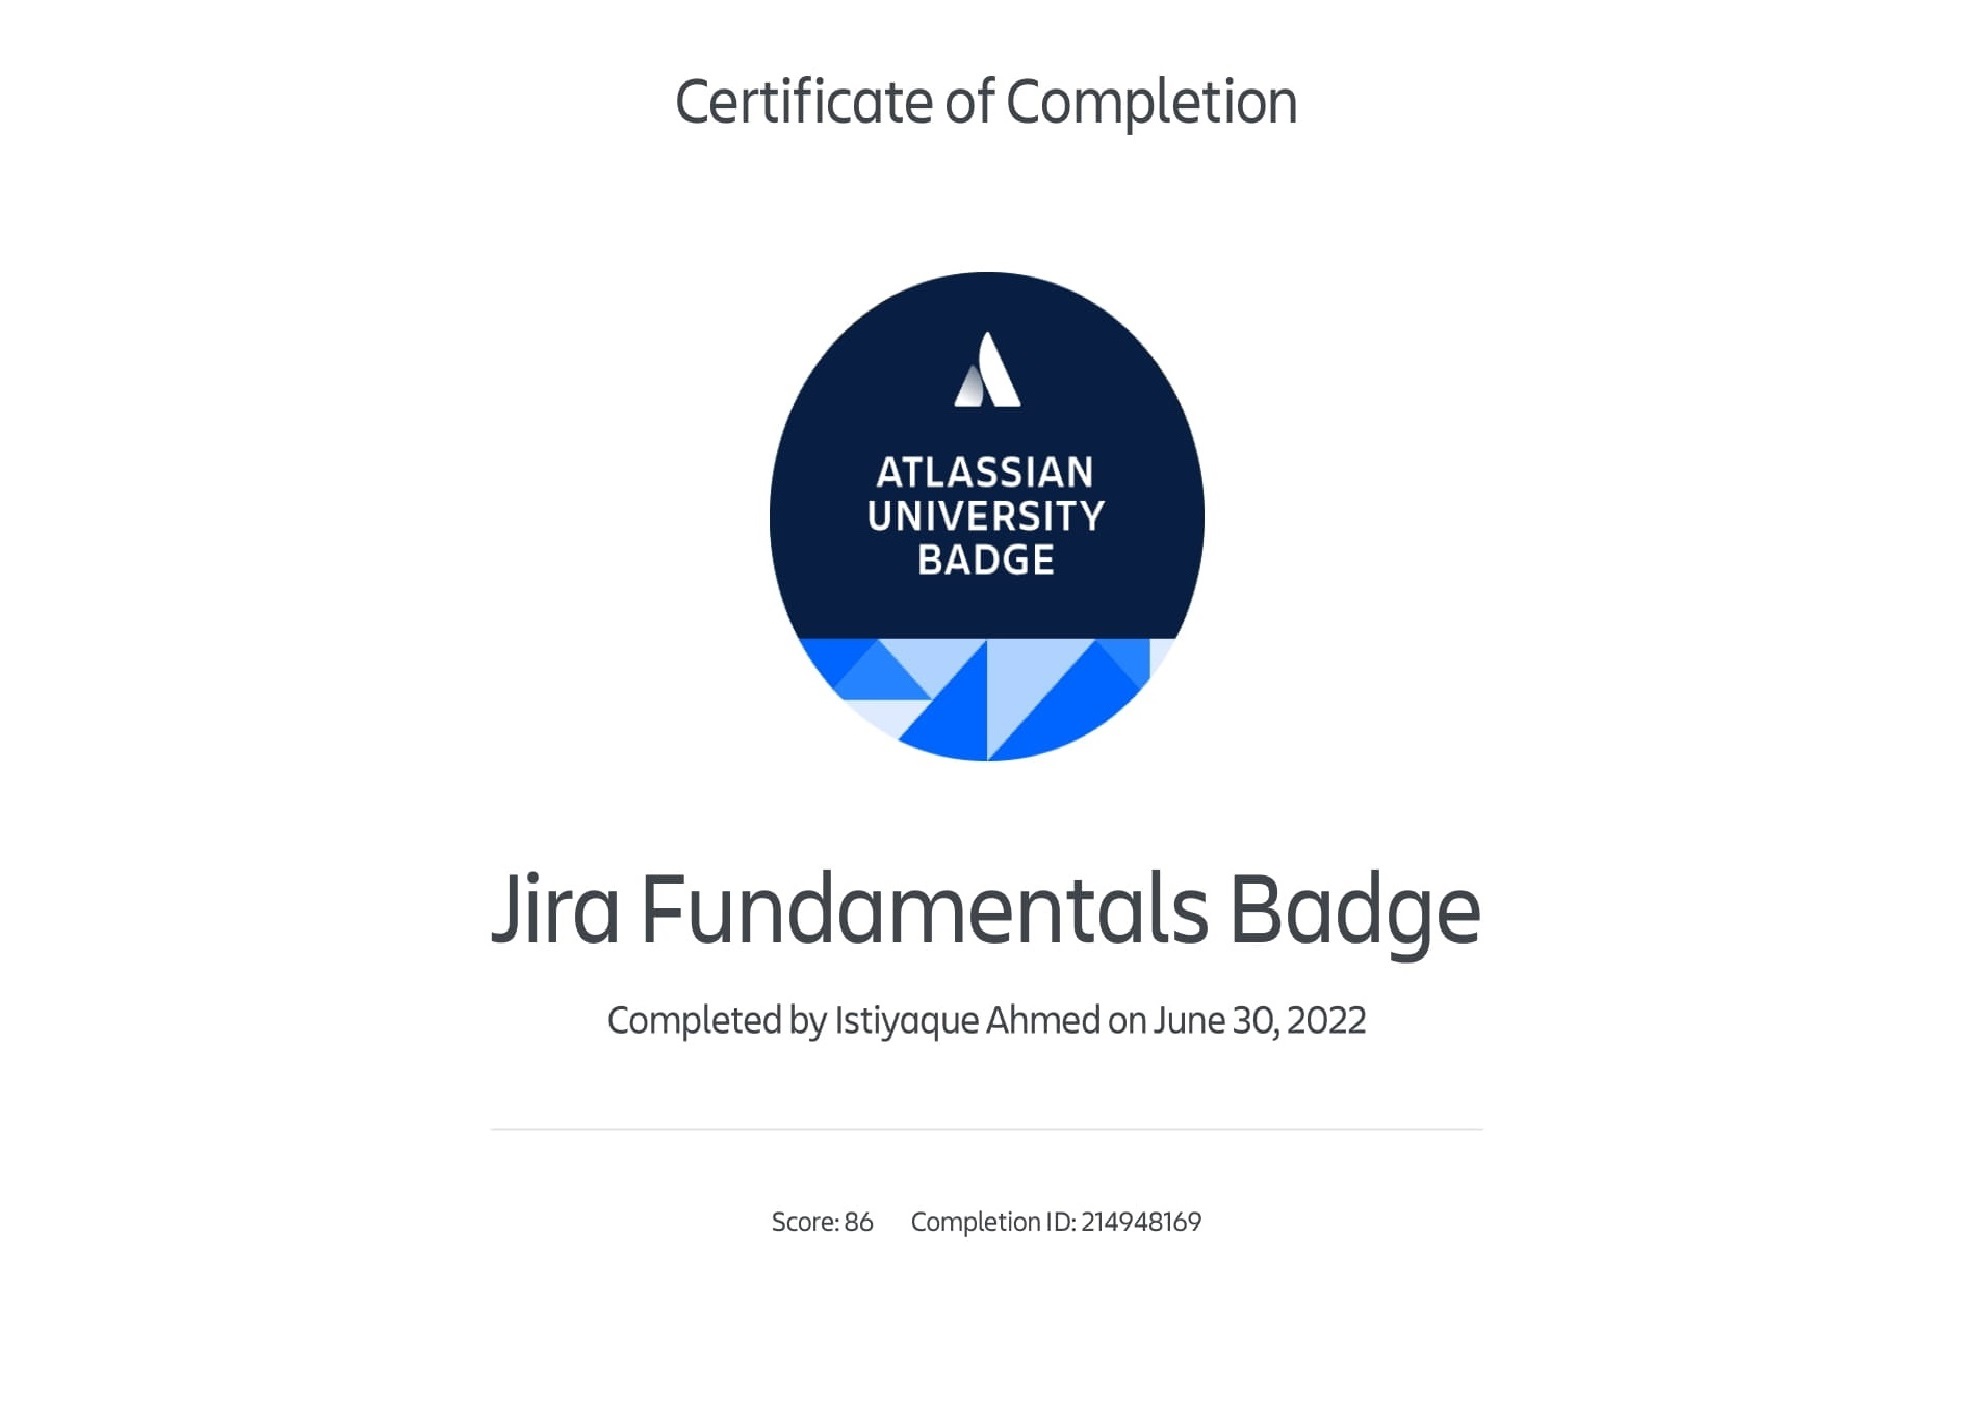 Certificate of Completion
ATLASSIAN
UNIVERSITY
BADGE
Jira Fundamentals Badge
Completed by Istiyaque Ahmed on June 30, 2022
Score: 86 Completion ID: 214948169